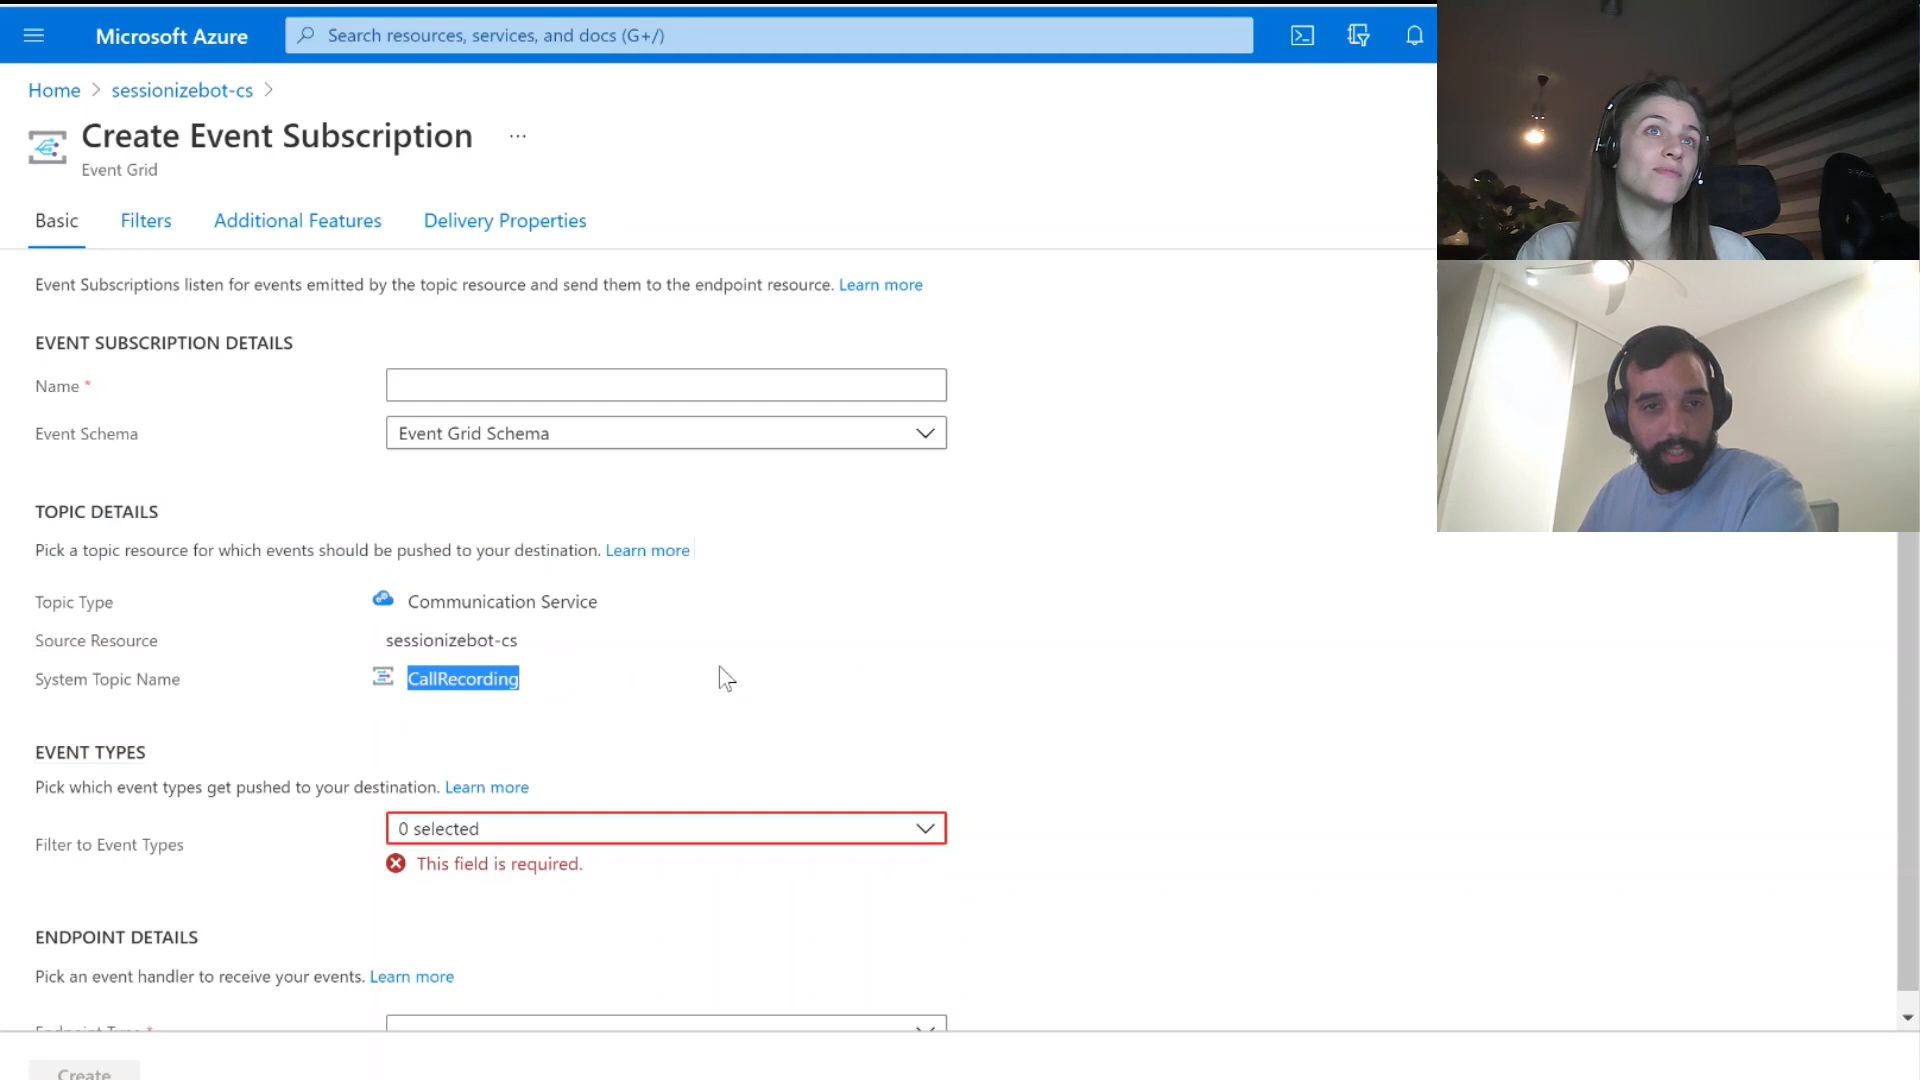 Microsoft Azure
Search resources, services, and docs (G+/)
Home > sessionizebot-cs >
Create Event Subscription ...
Event Grid
Basic Filters Additional Features Delivery Properties
Event Subscriptions listen for events emitted by the topic resource and send them to the endpoint resource. Learn more
EVENT SUBSCRIPTION DETAILS
Name *
Event Schema Event Grid Schema
TOPIC DETAILS
Pick a topic resource for which events should be pushed to your destination. Learn more
Topic Type Communication Service
Source Resource sessionizebot-cs
System Topic Name CallRecording
EVENT TYPES
Pick which event types get pushed to your destination. Learn more
Filter to Event Types 0 selected
This field is required.
ENDPOINT DETAILS
Pick an event handler to receive your events. Learn more
Endpoint Type *
Create